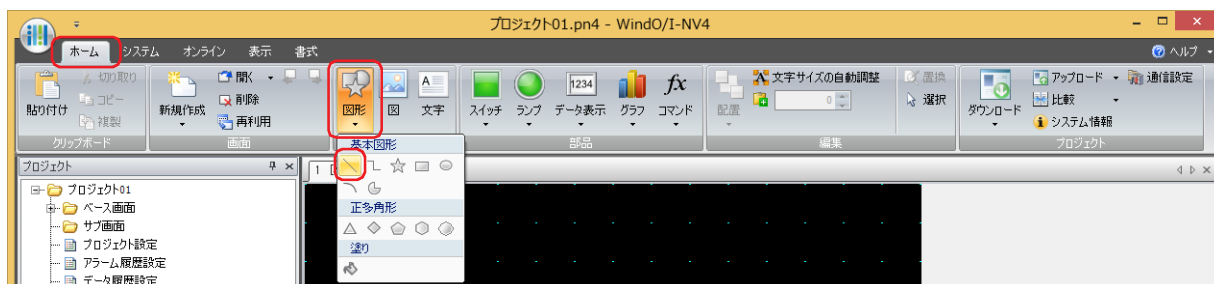 プロジェクト01.pn4 - WindO/I-NV4
ホーム システム オンライン 表示 書式 ヘルプ
切り取り 開く 文字サイズの自動調整 置換 アップロード 通信設定
コピー 削除 1234 fx 0 選択 比較
貼り付け 複製 新規作成 再利用 図形 図 文字 スイッチ ランプ データ表示 グラフ コマンド 配置 ダウンロード システム情報
クリップボード 画面 部品 編集 プロジェクト
基本図形
プロジェクト 1
プロジェクト01
ベース画面
サブ画面 正多角形
プロジェクト設定
アラーム履歴設定 塗り
データ履歴設定